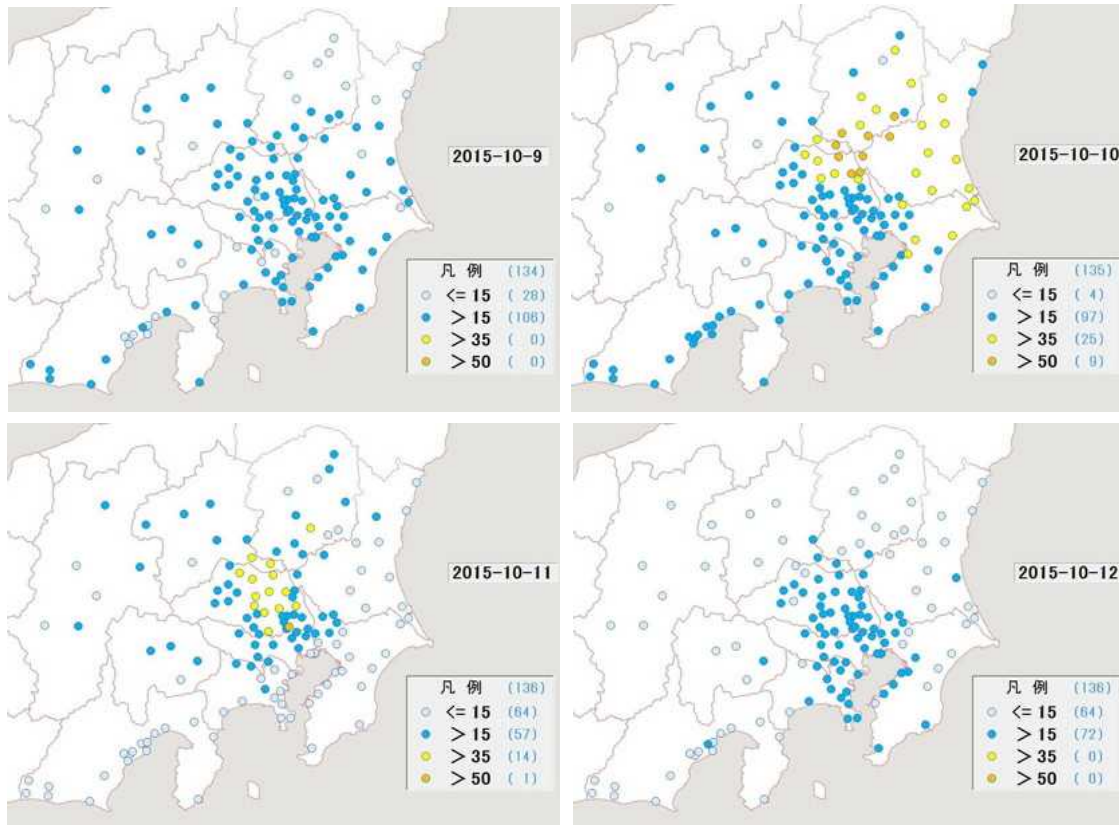 2015-10-9
凡 例 (134)
<= 15 ( 28)
> 15 (106)
> 35 ( 0)
> 50 ( 0)
2015-10-10
凡 例 (135)
<= 15 ( 4)
> 15 (97)
> 35 (25)
> 50 ( 9)
2015-10-11
凡 例 (136)
<= 15 (64)
> 15 (57)
> 35 (14)
> 50 ( 1)
2015-10-12
凡 例 (136)
<= 15 (64)
> 15 (72)
> 35 ( 0)
> 50 ( 0)